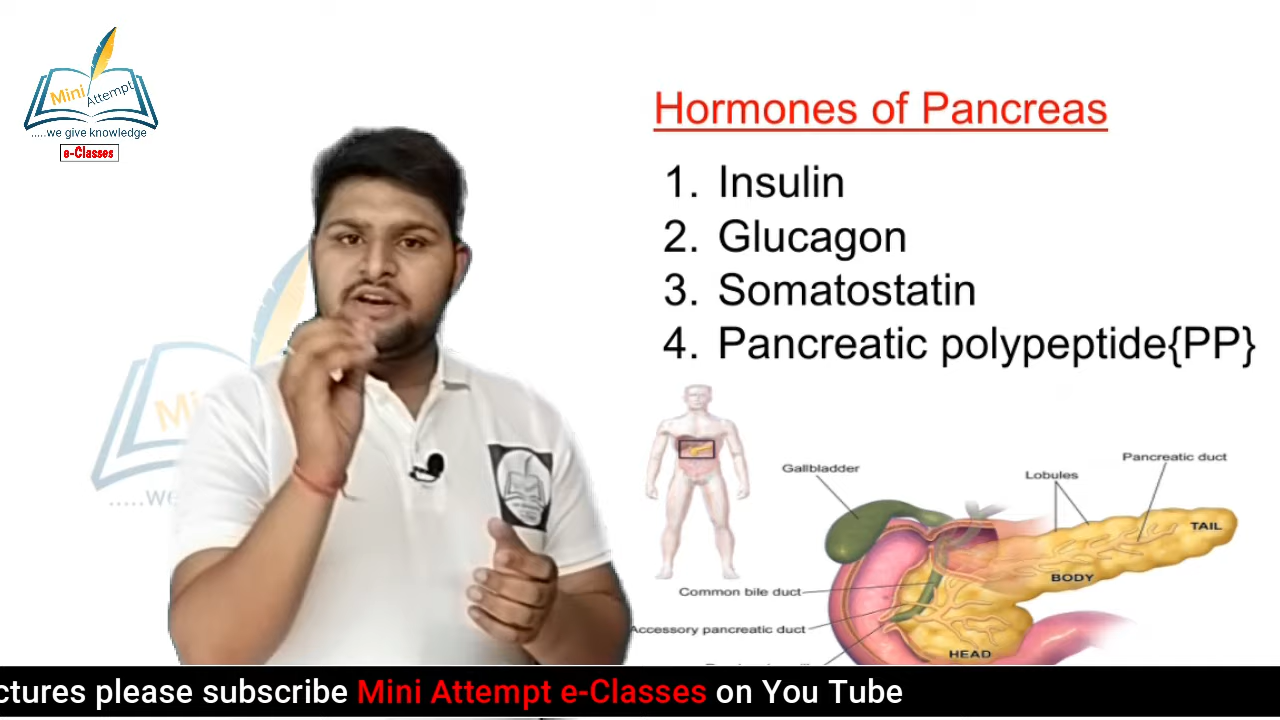 Mini Attempt
.....we give knowledge
e-Classes
Hormones of Pancreas
1. Insulin
2. Glucagon
3. Somatostatin
4. Pancreatic polypeptide{PP}
Mi
.....we
Gallbladder
Pancreatic duct
Lobules
TAIL
BODY
Common bile duct
Accessory pancreatic duct
HEAD
ctures please subscribe Mini Attempt e-Classes on You Tube